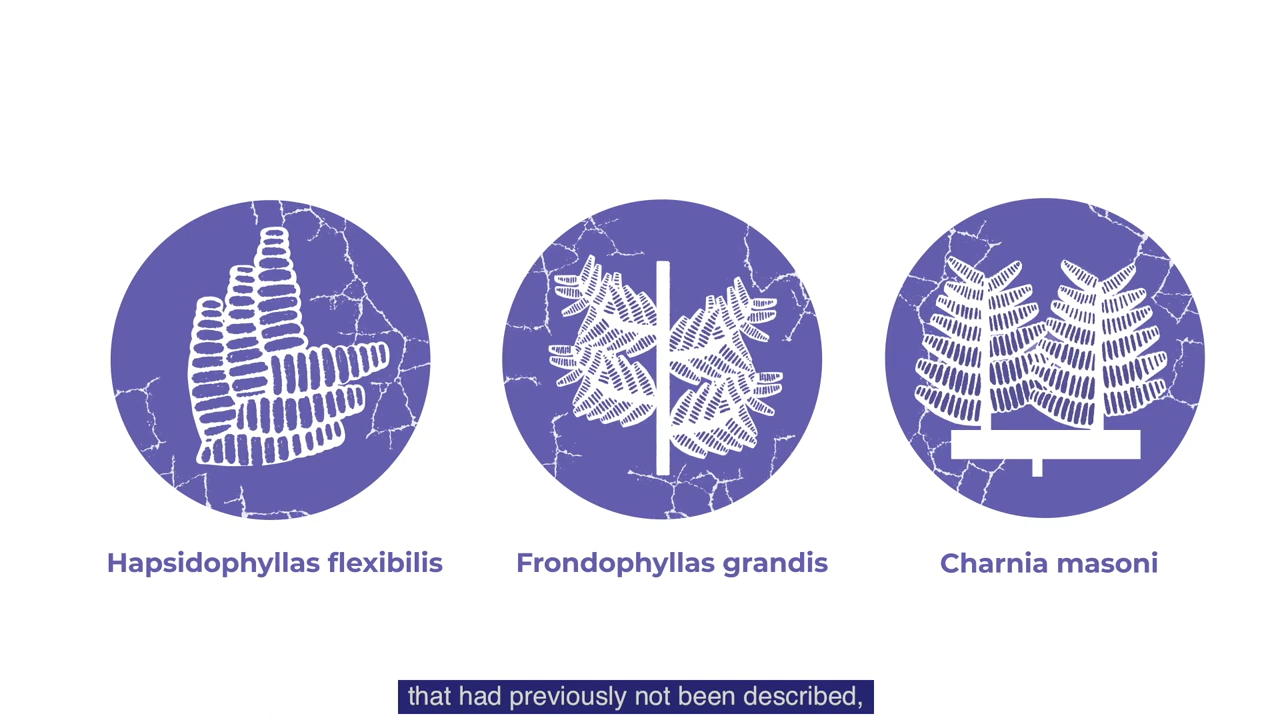 Hapsidophyllas flexibilis
Frondophyllas grandis
Charnia masoni
that had previously not been described,